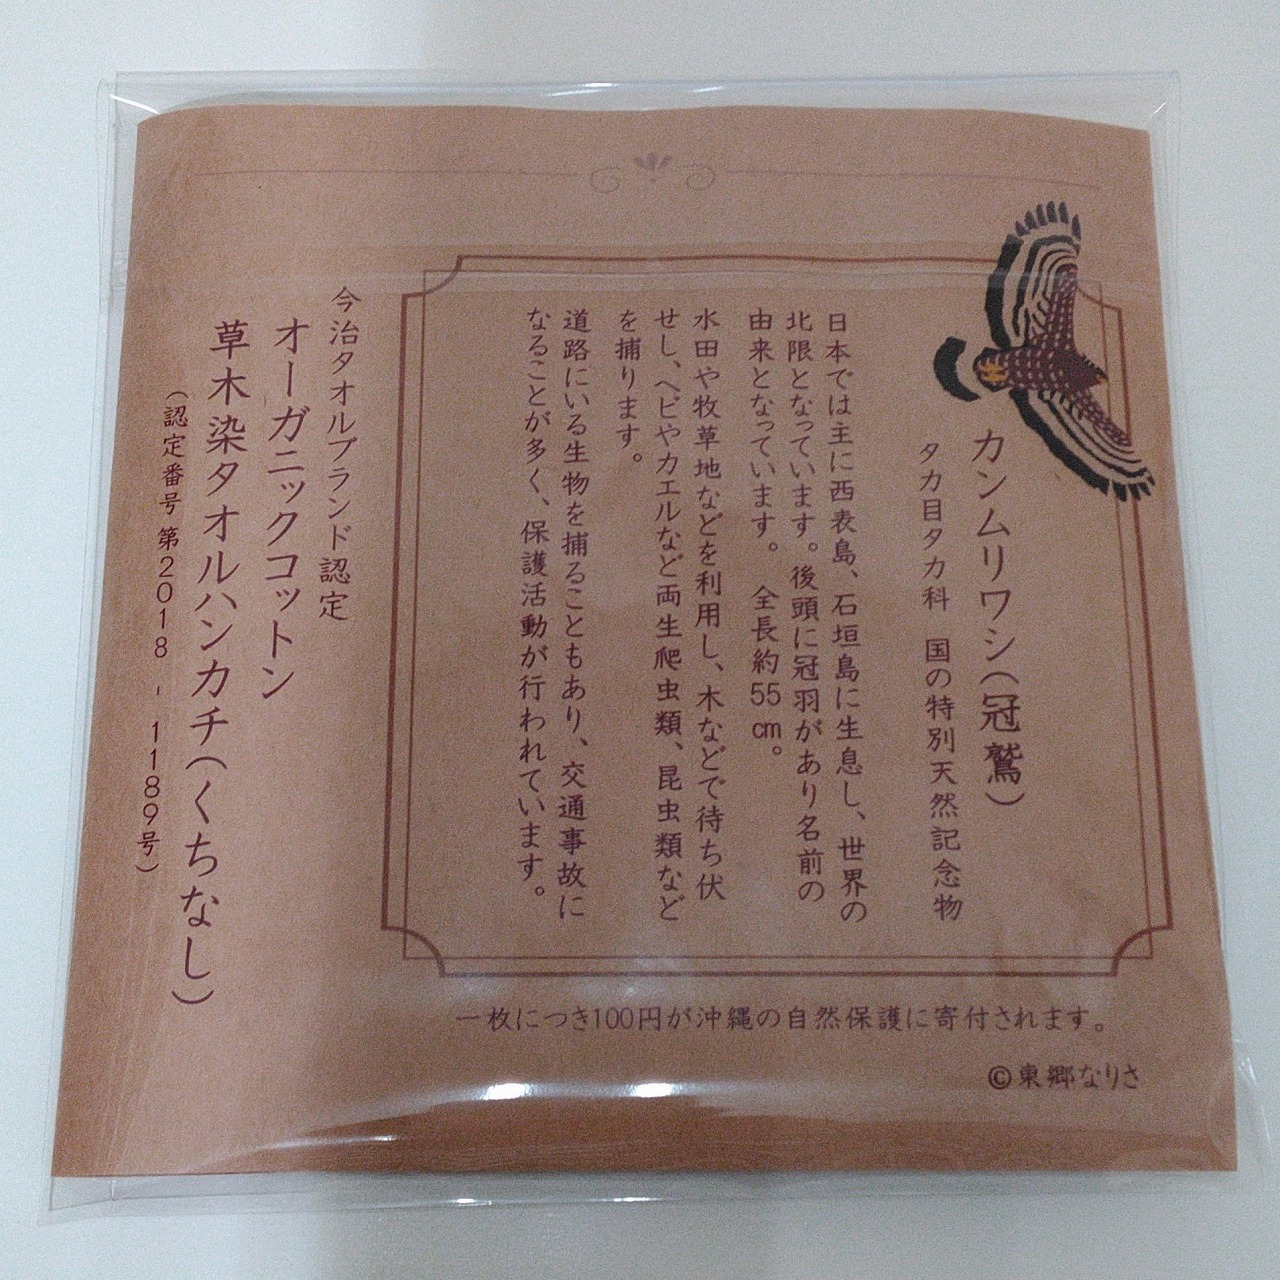 カンムリワシ(冠鷲)
タカ目タカ科 国の特別天然記念物
日本では主に西表島、石垣島に生息し、世界の
北限となっています。後頭に冠羽があり名前の
由来となっています。 全長約55cm。
水田や牧草地などを利用し、木などで待ち伏
せし、ヘビやカエルなど両生爬虫類、昆虫類など
を捕ります。
道路にいる生物を捕ることもあり、交通事故に
なることが多く、保護活動が行われています。
今治タオルブランド認定
オーガニックコットン
草木染タオルハンカチ(くちなし)
(認定番号 第2018 - 1189号)
一枚につき100円が沖縄の自然保護に寄付されます。
©東郷なりさ